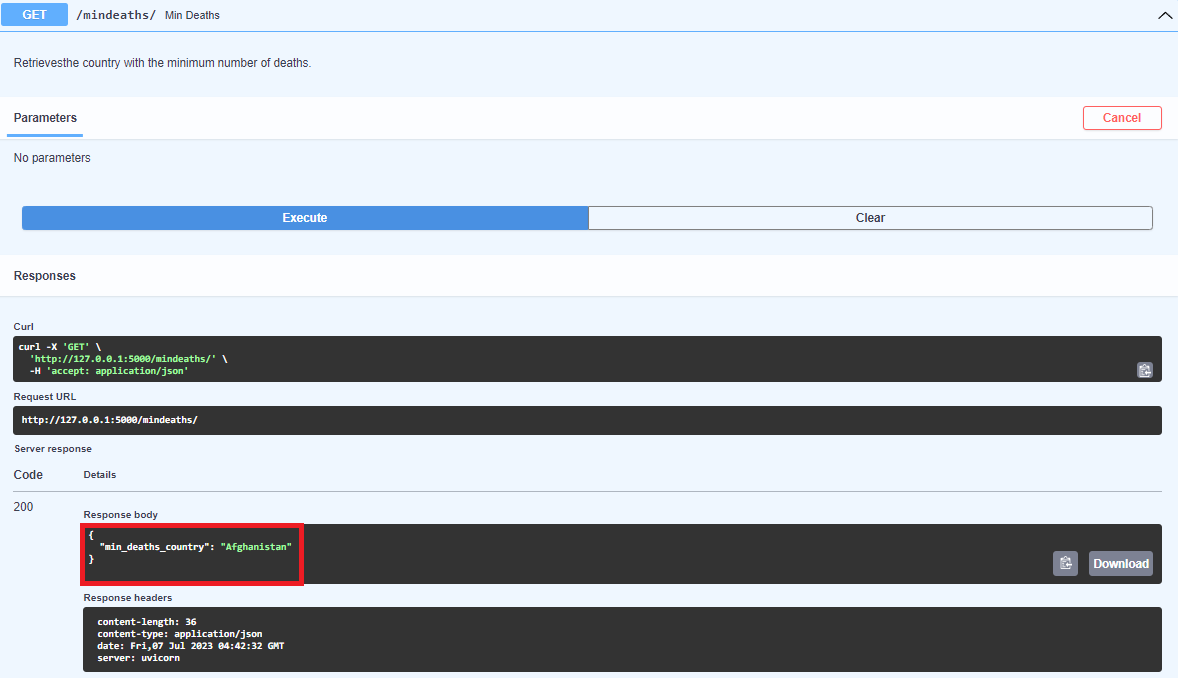 GET /mindeaths/ Min Deaths
Retrievesthe country with the minimum number of deaths.
Parameters
Cancel
No parameters
Execute
Clear
Responses
Curl
curl -X 'GET' \
'http://127.0.0.1:5000/mindeaths/' \
-H 'accept: application/json'
Request URL
http://127.0.0.1:5000/mindeaths/
Server response
Code Details
200
Response body
{
"min_deaths_country": "Afghanistan"
}
Download
Response headers
content-length: 36
content-type: application/json
date: Fri,07 Jul 2023 04:42:32 GMT
server: uvicorn